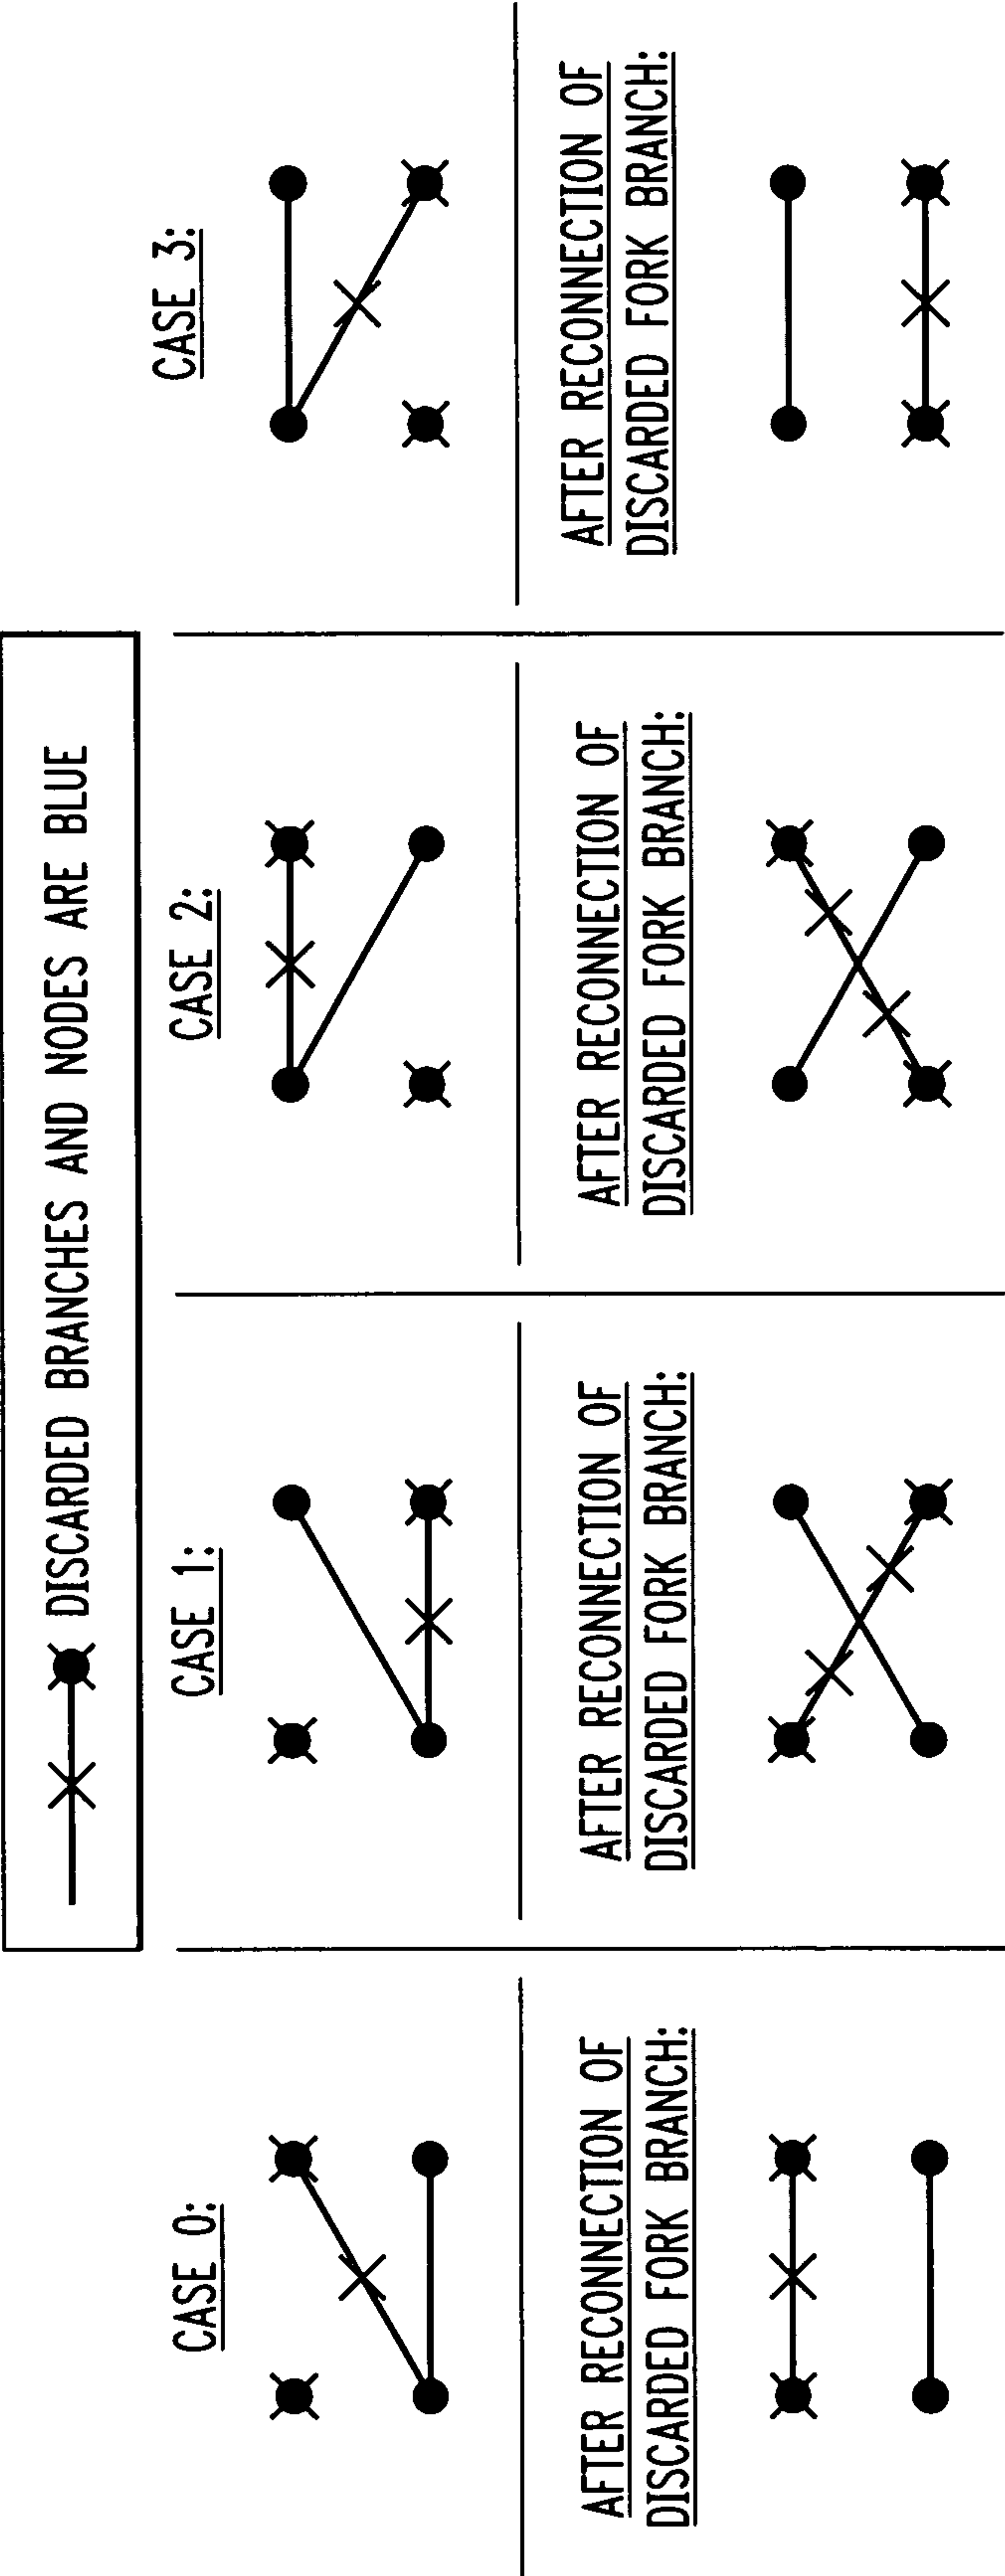 DISCARDED BRANCHES AND NODES ARE BLUE
CASE 0:
AFTER RECONNECTION OF
DISCARDED FORK BRANCH:
CASE 1:
AFTER RECONNECTION OF
DISCARDED FORK BRANCH:
CASE 2:
AFTER RECONNECTION OF
DISCARDED FORK BRANCH:
CASE 3:
AFTER RECONNECTION OF
DISCARDED FORK BRANCH: